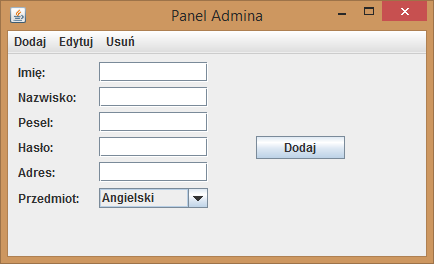 Panel Admina
Dodaj Edytuj Usuń
Imię:
Nazwisko:
Pesel:
Hasło:
Dodaj
Adres:
Przedmiot: Angielski